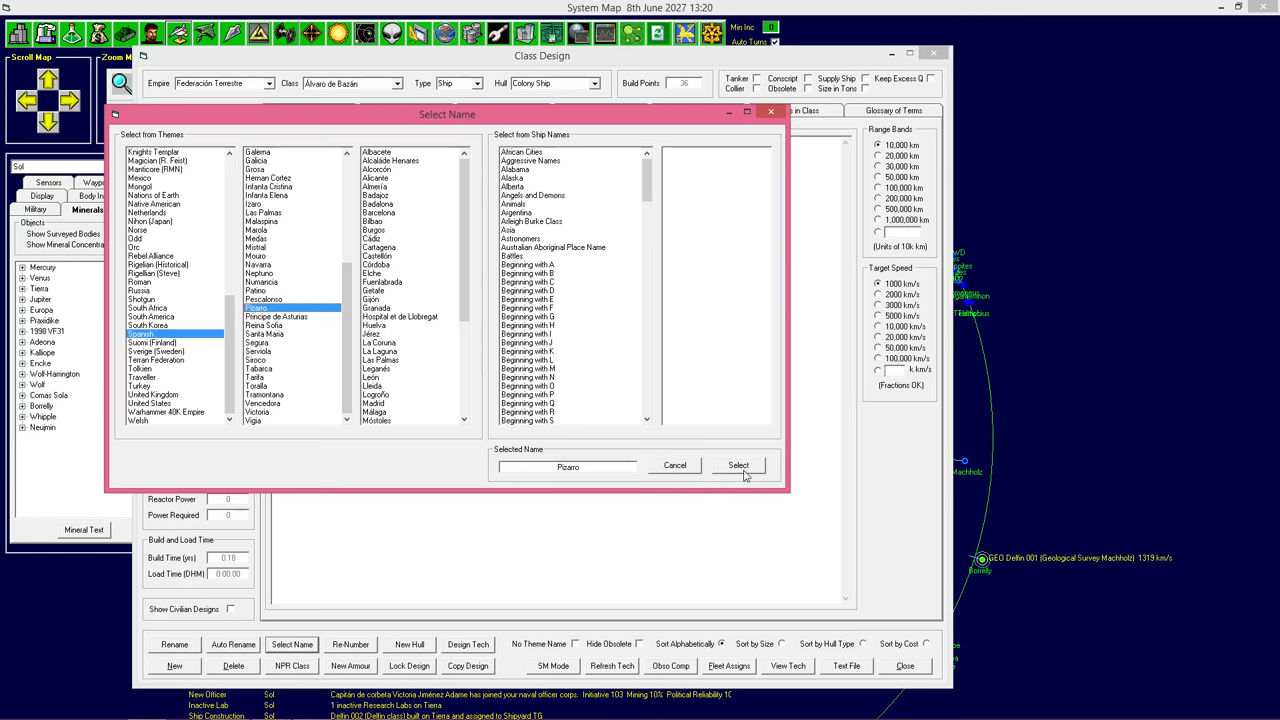 System Map 8th June 2027 13:20
Min Inc 0
Auto Turns
Scroll Map
Zoom M
Class Design
Empire Federación Terrestre Class Álvaro de Bazán Type Ship Hull Colony Ship Build Points 36
Tanker Conscript Supply Ship Keep Excess Q
Collier Obsolete Size in Tons
s in Class Glossary of Terms
Select Name
Select from Themes
Knights Templar
Magician (R. Feist)
Manticore (RMN)
Mexico
Mongol
Nations of Earth
Native American
Netherlands
Nihon (Japan)
Norse
Odd
Orc
Rebel Alliance
Rigelian (Historical)
Rigellian (Steve)
Roman
Russia
Shotgun
South Africa
South America
South Korea
Spanish
Suomi (Finland)
Sverige (Sweden)
Terran Federation
Tolkien
Traveller
Turkey
United Kingdom
United States
Warhammer 40K Empire
Welsh
Galerna
Galicia
Grosa
Hernan Cortez
Infanta Cristina
Infanta Elena
Izaro
Las Palmas
Malaspina
Marola
Medas
Mistral
Mouro
Navarra
Neptuno
Numancia
Patino
Pescalonso
Pizarro
Principe de Asturias
Reina Sofia
Santa Maria
Segura
Serviola
Siroco
Tabarca
Tarifa
Toralla
Tramontana
Vencedora
Victoria
Vigia
Albacete
Alcaláde Henares
Alcorcón
Alicante
Almería
Badajoz
Badalona
Barcelona
Bilbao
Burgos
Cádiz
Cartagena
Castellón
Córdoba
Elche
Fuenlabrada
Getafe
Gijón
Granada
Hospital et de Llobregat
Huelva
Jérez
La Coruna
La Laguna
Las Palmas
Leganés
León
Lleida
Logroño
Madrid
Málaga
Móstoles
Select from Ship Names
African Cities
Aggressive Names
Alabama
Alaska
Alberta
Angels and Demons
Animals
Argentina
Arleigh Burke Class
Asia
Astronomers
Australian Aboriginal Place Name
Battles
Beginning with A
Beginning with B
Beginning with C
Beginning with D
Beginning with E
Beginning with F
Beginning with G
Beginning with H
Beginning with I
Beginning with J
Beginning with K
Beginning with L
Beginning with M
Beginning with N
Beginning with O
Beginning with P
Beginning with Q
Beginning with R
Beginning with S
Selected Name
Pizarro Cancel Select
Range Bands
10,000 km
20,000 km
30,000 km
50,000 km
100,000 km
200,000 km
500,000 km
1,000,000 km
(Units of 10k km)
Target Speed
1000 km/s
2000 km/s
3000 km/s
5000 km/s
10,000 km/s
20,000 km/s
50,000 km/s
100,000 km/s
k km/s
(Fractions OK)
Sol
Sensors Waypo
Display Body In
Military Minerals
Objects
Show Surveyed Bodies
Show Mineral Concentra
Mercury
Venus
Tierra
Jupiter
Europa
Praxidike
1998 VF31
Adeona
Kalliope
Encke
Wolf-Harrington
Wolf
Comas Sola
Borrelly
Whipple
Neujmin
Mineral Text
Reactor Power 0
Power Required 0
Build and Load Time
Build Time (yrs) 0.18
Load Time (DHM) 0:00:00
Show Civilian Designs
Rename Auto Rename Select Name Re-Number New Hull Design Tech No Theme Name Hide Obsolete Sort Alphabetically Sort by Size Sort by Hull Type Sort by Cost
New Delete NPR Class New Armour Lock Design Copy Design SM Mode Refresh Tech Obso Comp Fleet Assigns View Tech Text File Close
Machholz
GEO Delfin 001 (Geological Survey Machholz) 1319 km/s
Borrelly
New Officer Sol Capitán de corbeta Victoria Jiménez Adame has joined your naval officer corps. Initiative 103 Mining 10% Political Reliability 10
Inactive Lab Sol 1 inactive Research Labs on Tierra
Ship Construction Sol Delfin 002 (Delfin class) built on Tierra and assigned to Shipyard TG